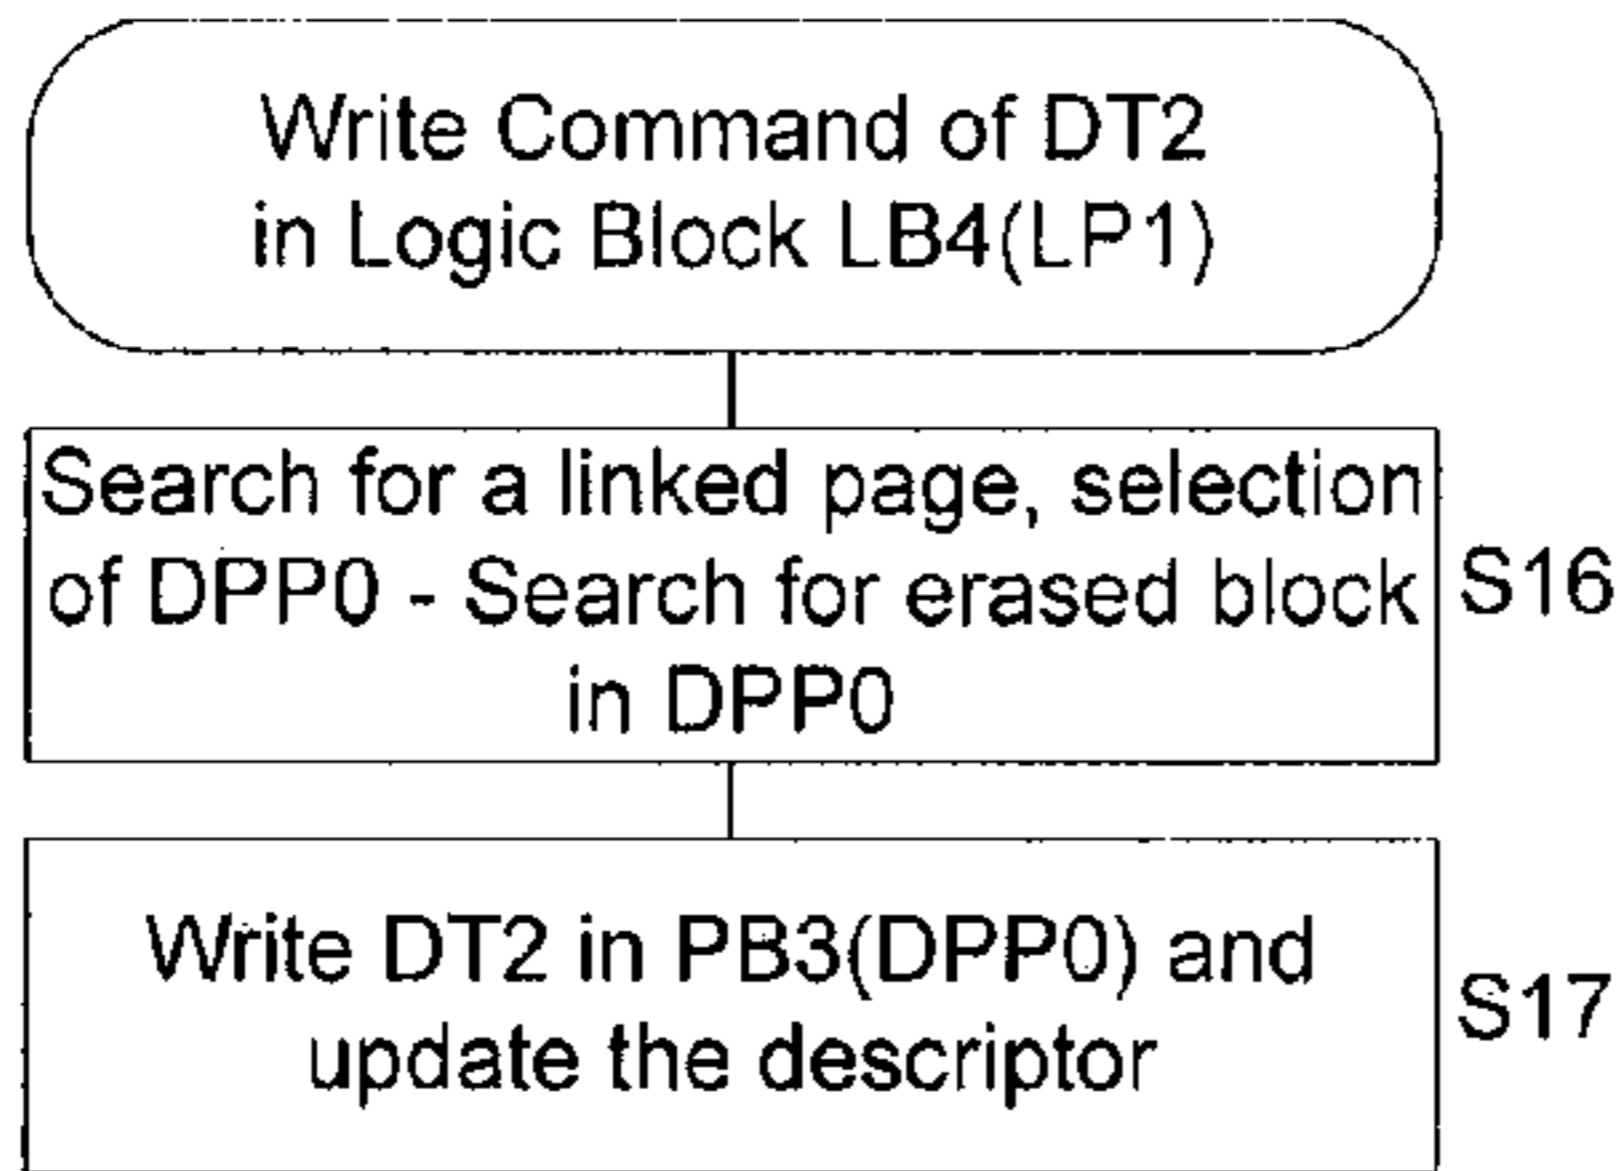 Write Command of DT2
in Logic Block LB4(LP1)
Search for a linked page, selection
of DPP0 - Search for erased block
in DPP0
S16
Write DT2 in PB3(DPP0) and
update the descriptor
S17